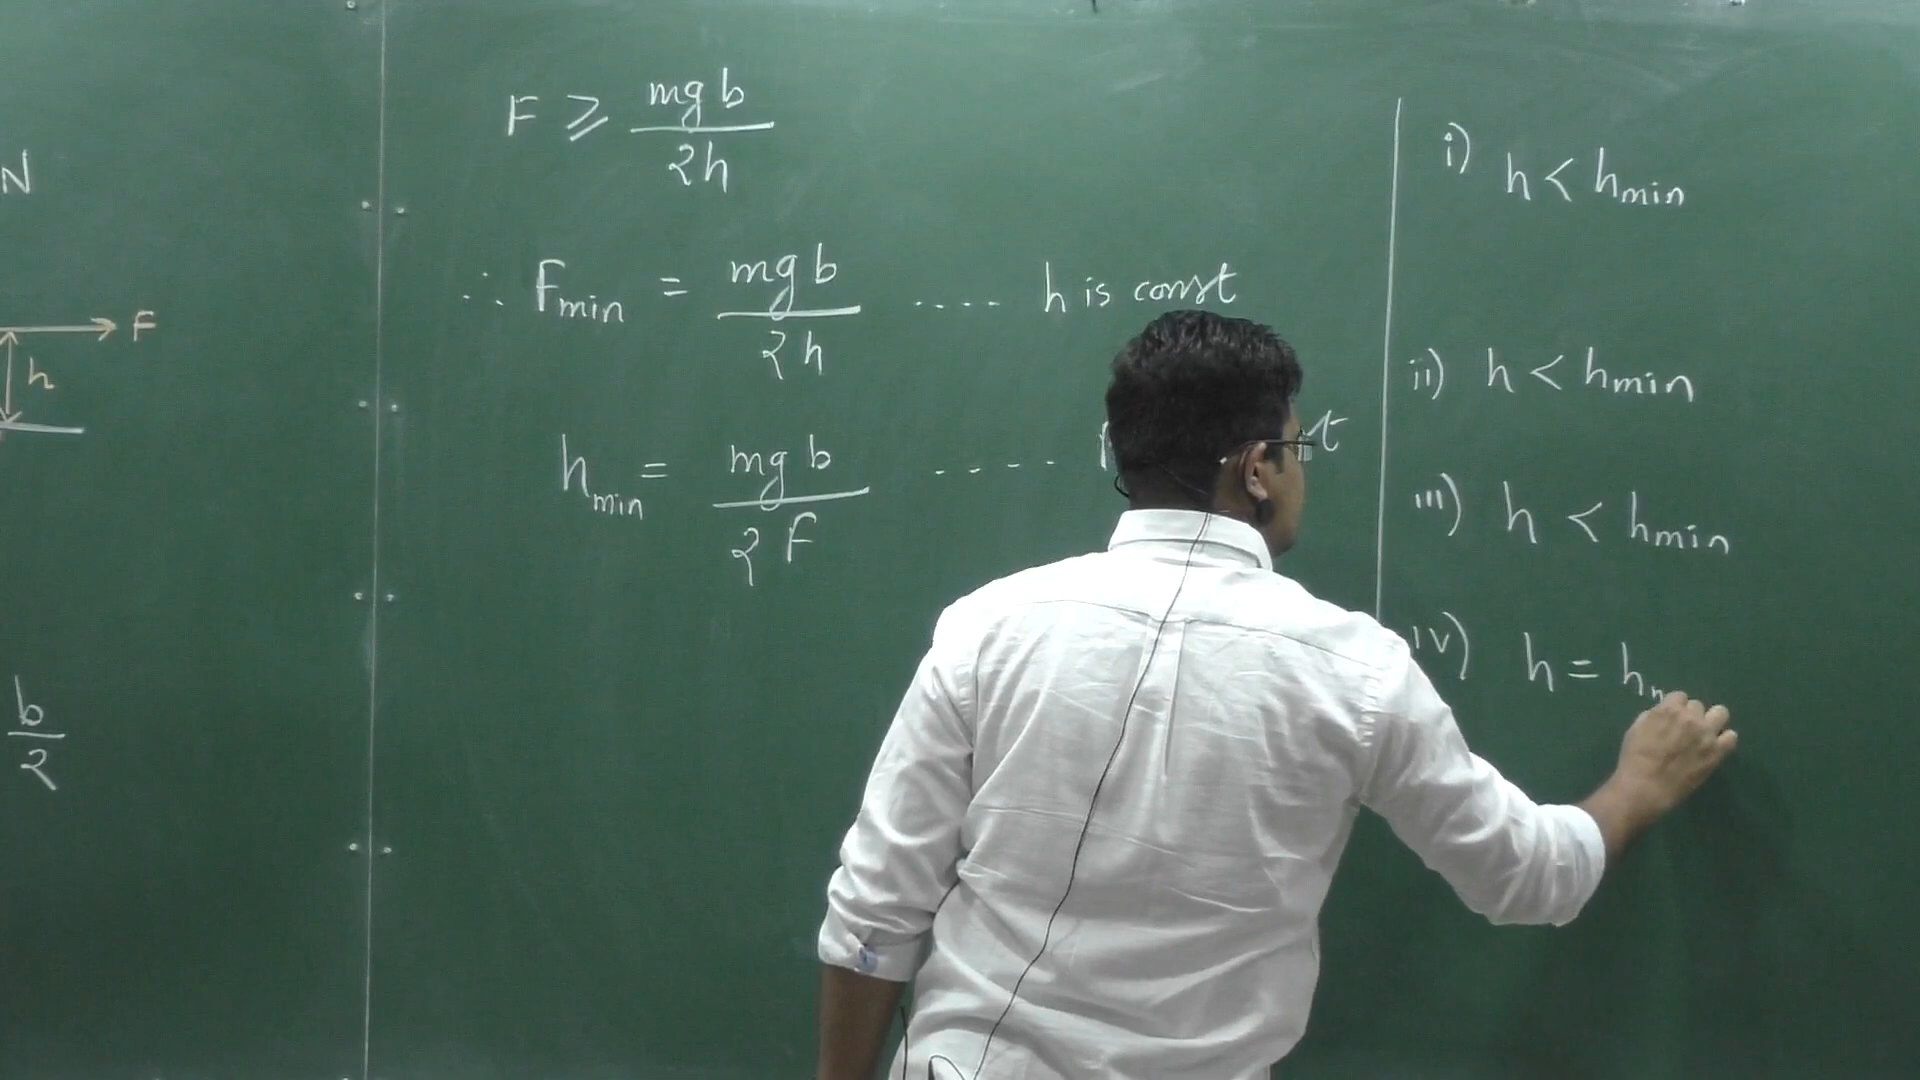 N
F
h
b/2
F ⩾ mgb/2h
∴ Fmin = mgb/2h .... h is const
hmin = mgb/2F ....
i) h < hmin
ii) h < hmin
iii) h < hmin
iv) h = h